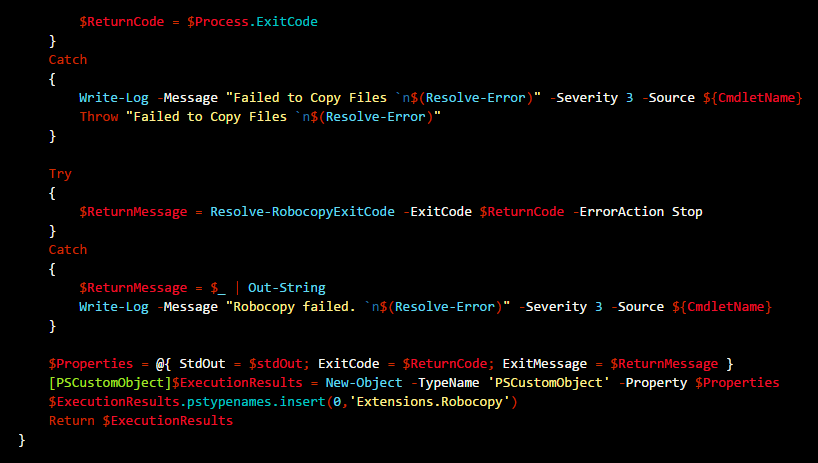 $ReturnCode = $Process.ExitCode
}
Catch
{
Write-Log -Message "Failed to Copy Files `n$(Resolve-Error)" -Severity 3 -Source ${CmdletName}
Throw "Failed to Copy Files `n$(Resolve-Error)"
}
Try
{
$ReturnMessage = Resolve-RobocopyExitCode -ExitCode $ReturnCode -ErrorAction Stop
}
Catch
{
$ReturnMessage = $_ | Out-String
Write-Log -Message "Robocopy failed. `n$(Resolve-Error)" -Severity 3 -Source ${CmdletName}
}
$Properties = @{ StdOut = $stdOut; ExitCode = $ReturnCode; ExitMessage = $ReturnMessage }
[PSCustomObject]$ExecutionResults = New-Object -TypeName 'PSCustomObject' -Property $Properties
$ExecutionResults.pstypenames.insert(0,'Extensions.Robocopy')
Return $ExecutionResults
}